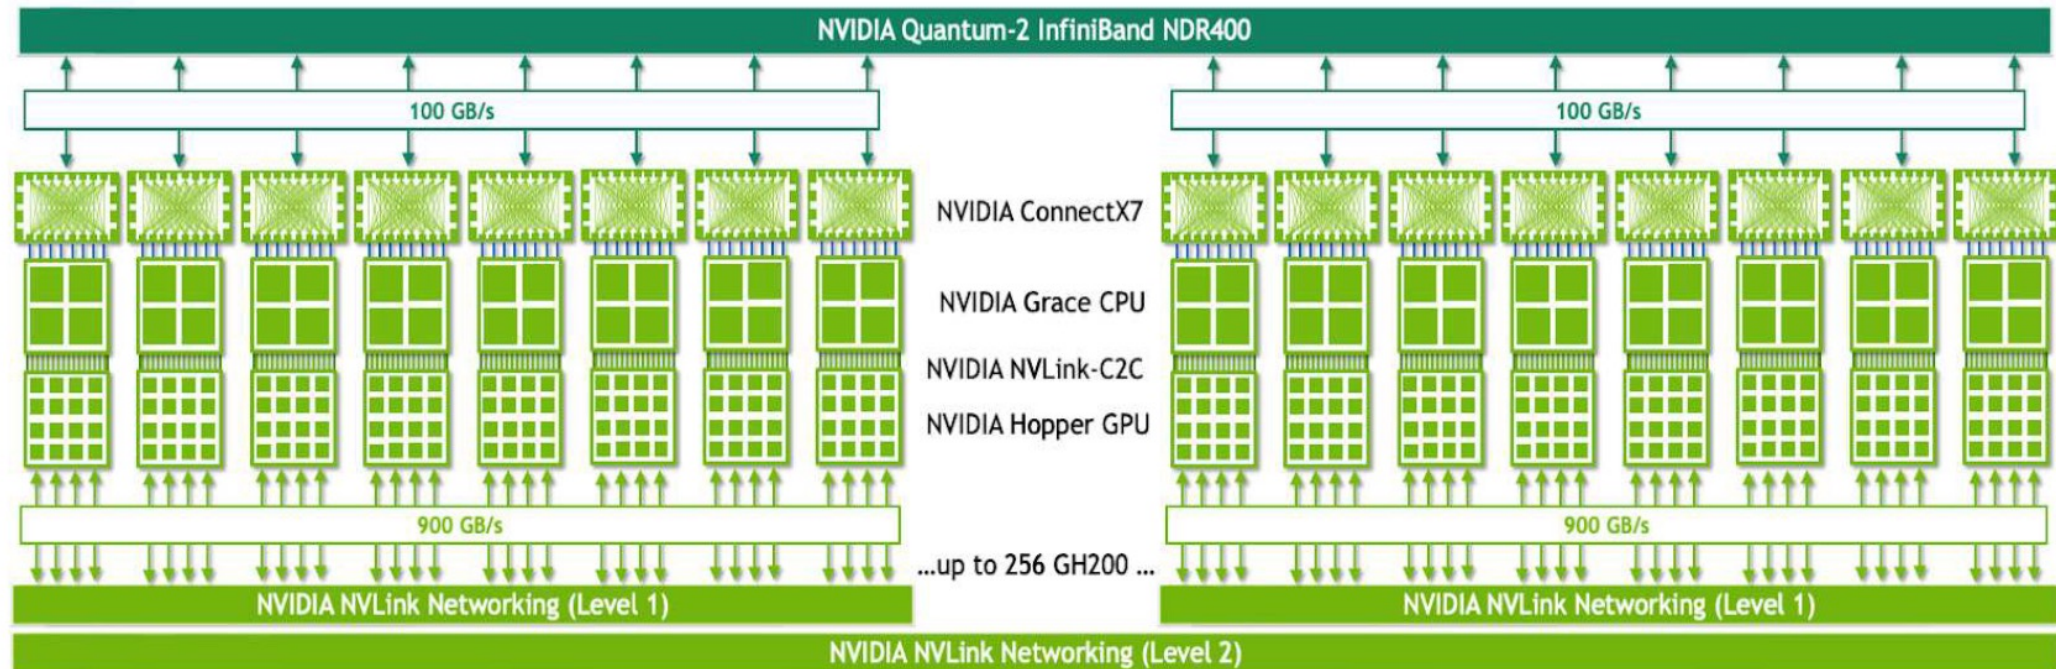 NVIDIA Quantum-2 InfiniBand NDR400
100 GB/s
100 GB/s
NVIDIA ConnectX7
NVIDIA Grace CPU
NVIDIA NVLink-C2C
NVIDIA Hopper GPU
900 GB/s
900 GB/s
...up to 256 GH200 ...
NVIDIA NVLink Networking (Level 1)
NVIDIA NVLink Networking (Level 1)
NVIDIA NVLink Networking (Level 2)